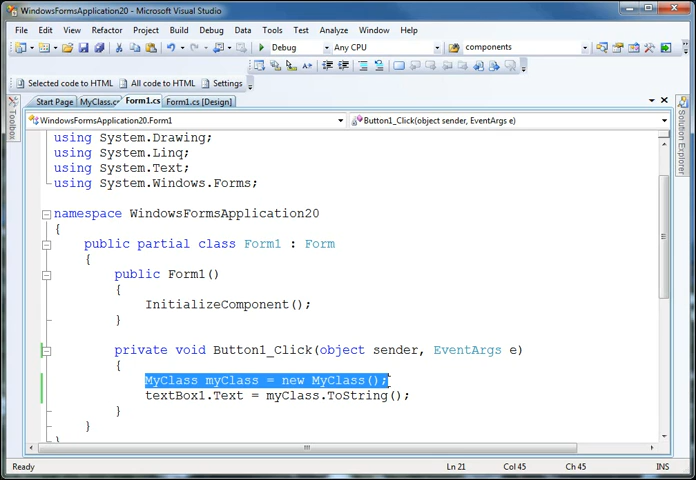 WindowsFormsApplication20 - Microsoft Visual Studio
File Edit View Refactor Project Build Debug Data Tools Test Analyze Window Help
Debug Any CPU components
Selected code to HTML All code to HTML Settings
Start Page MyClass.cs Form1.cs Form1.cs [Design]
Toolbox
Solution Explorer
WindowsFormsApplication20.Form1 Button1_Click(object sender, EventArgs e)
using System.Drawing;
using System.Linq;
using System.Text;
using System.Windows.Forms;
namespace WindowsFormsApplication20
{
public partial class Form1 : Form
{
public Form1()
{
InitializeComponent();
}
private void Button1_Click(object sender, EventArgs e)
{
MyClass myClass = new MyClass();
textBox1.Text = myClass.ToString();
}
}
}
Ready Ln 21 Col 45 Ch 45 INS